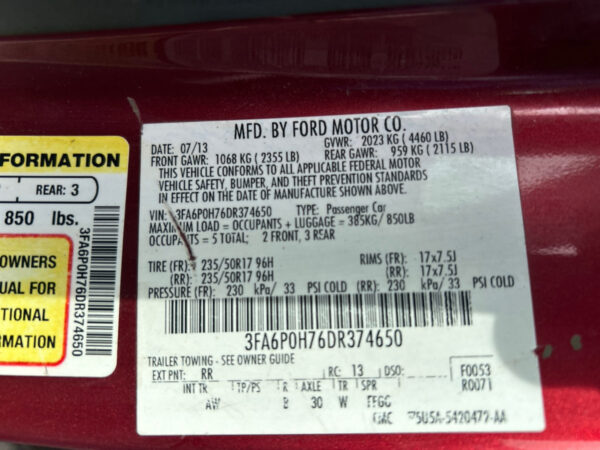 FORMATION
REAR: 3
850 lbs.
OWNERS
UAL FOR
TIONAL
RMATION
3FA6P0H76DR374650
MFD. BY FORD MOTOR CO.
DATE: 07/13 GVWR: 2023 KG ( 4460 LB)
FRONT GAWR: 1068 KG ( 2355 LB) REAR GAWR: 959 KG ( 2115 LB)
THIS VEHICLE CONFORMS TO ALL APPLICABLE FEDERAL MOTOR
VEHICLE SAFETY, BUMPER, AND THEFT PREVENTION STANDARDS
IN EFFECT ON THE DATE OF MANUFACTURE SHOWN ABOVE.
VIN: 3FA6P0H76DR374650 TYPE: Passenger Car
MAXIMUM LOAD = OCCUPANTS + LUGGAGE = 385KG/ 850LB
OCCUPANTS = 5 TOTAL; 2 FRONT, 3 REAR
TIRE (FR): 235/50R17 96H RIMS (FR): 17x7.5J
(RR): 235/50R17 96H (RR): 17x7.5J
PRESSURE (FR): 230 kPa/ 33 PSI COLD (RR): 230 kPa/ 33 PSI COLD
3FA6P0H76DR374650
TRAILER TOWING - SEE OWNER GUIDE
EXT PNT: RR RC: 13 DSO: F0053
INT TR TP/PS R AXLE TR SPR R0071
AW B 30 W